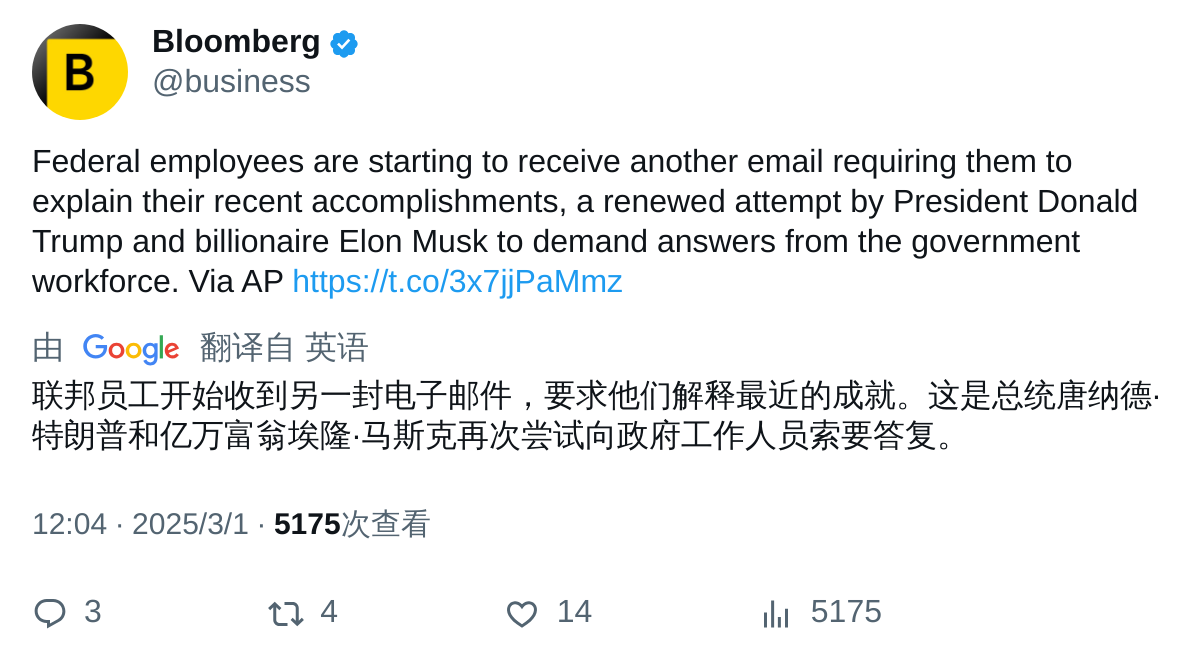 B
Bloomberg
@business
Federal employees are starting to receive another email requiring them to
explain their recent accomplishments, a renewed attempt by President Donald
Trump and billionaire Elon Musk to demand answers from the government
workforce. Via AP https://t.co/3x7jjPaMmz
由 Google 翻译自 英语
联邦员工开始收到另一封电子邮件，要求他们解释最近的成就。这是总统唐纳德·
特朗普和亿万富翁埃隆·马斯克再次尝试向政府工作人员索要答复。
12:04 · 2025/3/1 · 5175次查看
3 4 14 5175